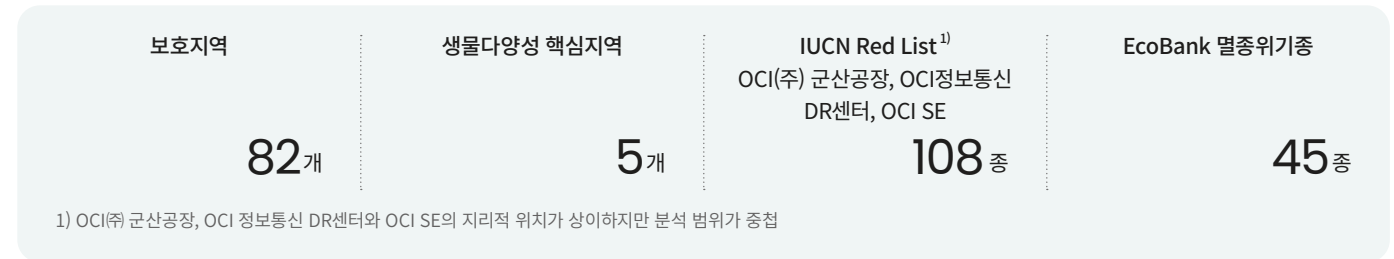 보호지역
82개
생물다양성 핵심지역
5개
IUCN Red List 1)
OCI(주) 군산공장, OCI정보통신
DR센터, OCI SE
108 종
EcoBank 멸종위기종
45종
1) OCI㈜ 군산공장, OCI 정보통신 DR센터와 OCI SE의 지리적 위치가 상이하지만 분석 범위가 중첩